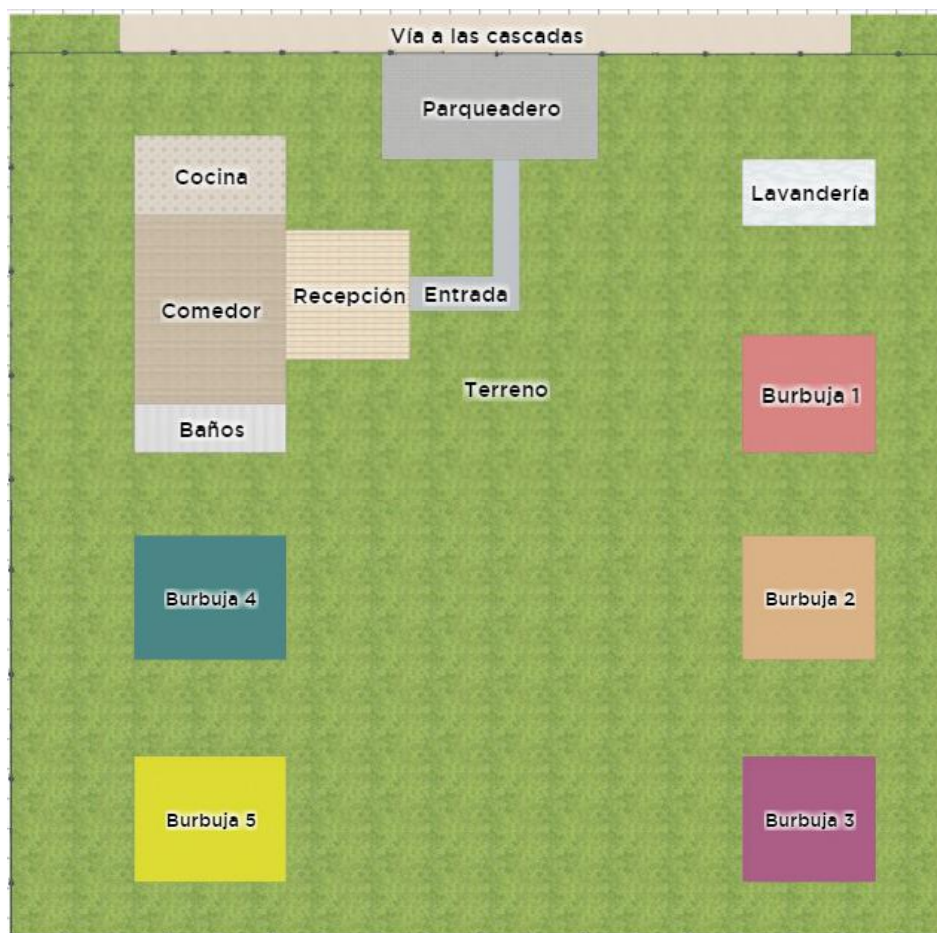 Vía a las cascadas
Parqueadero
Cocina
Lavandería
Recepción
Entrada
Comedor
Terreno
Burbuja 1
Baños
Burbuja 4
Burbuja 2
Burbuja 5
Burbuja 3